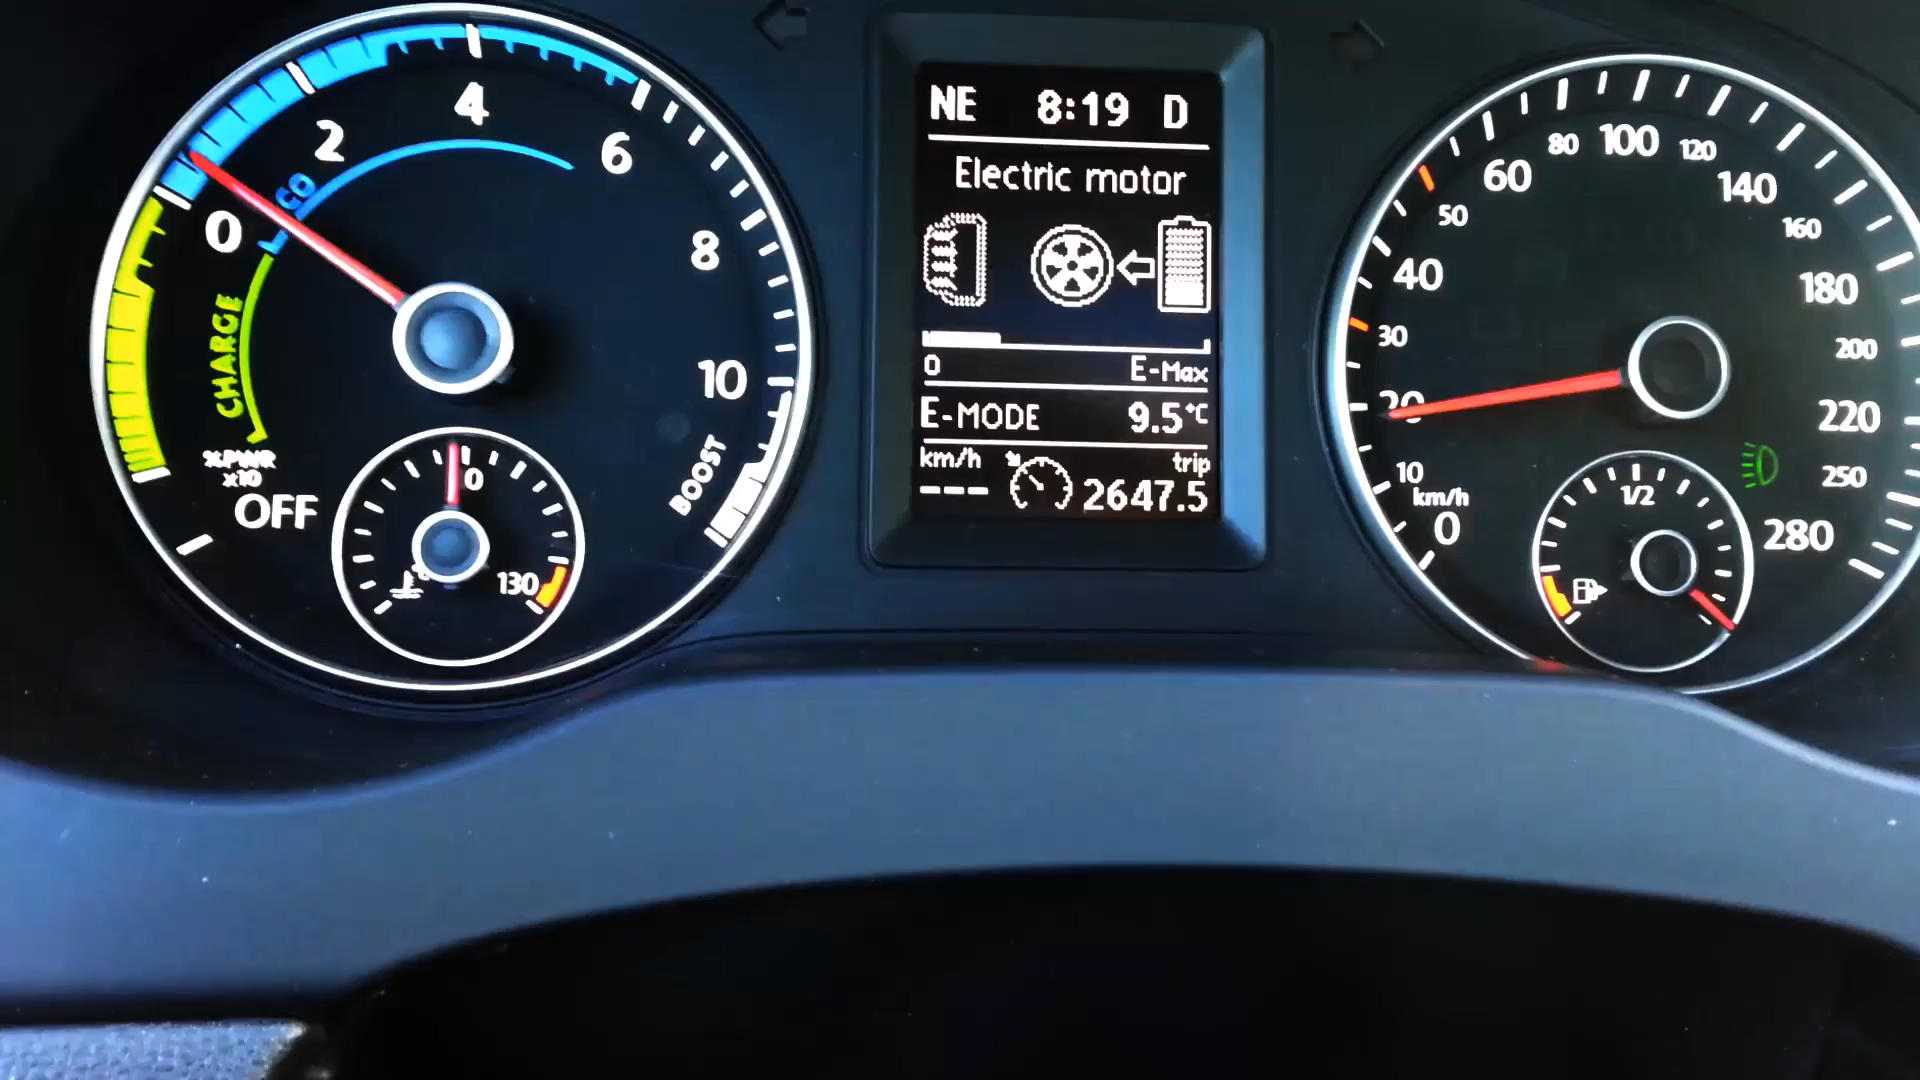 0
2
4
6
8
10
GO
CHARGE
BOOST
%PWR
x10
OFF
0
130
NE 8:19 D
Electric motor
0 E-Max
E-MODE 9.5°C
km/h trip
--- 2647.5
0
10
20
30
40
50
60
80
100
120
140
160
180
200
220
250
280
km/h
1/2